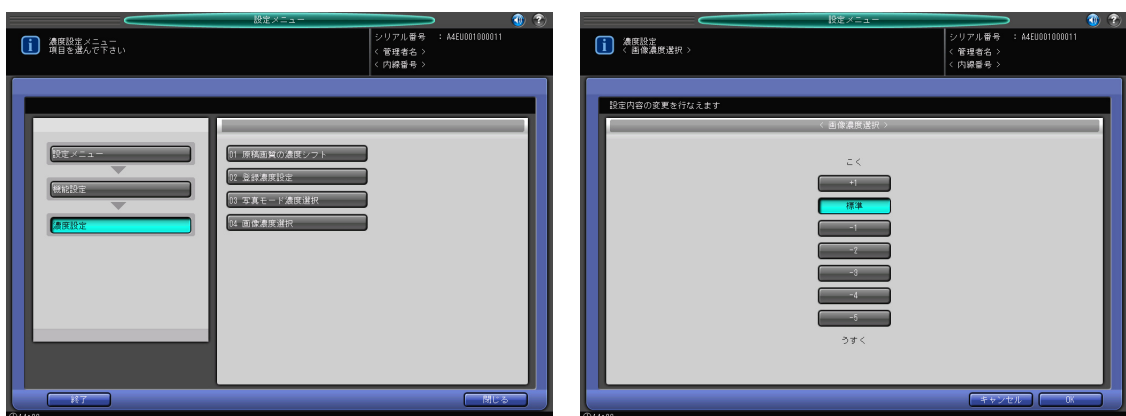 設定メニュー
濃度設定メニュー
項目を選んで下さい
シリアル番号 : A4EU001000011
< 管理者名 >
< 内線番号 >
設定メニュー
機能設定
濃度設定
01 原稿画質の濃度シフト
02 登録濃度設定
03 写真モード濃度選択
04 画像濃度選択
終了
閉じる
設定メニュー
濃度設定
< 画像濃度選択 >
シリアル番号 : A4EU001000011
< 管理者名 >
< 内線番号 >
設定内容の変更を行なえます
< 画像濃度選択 >
こく
+1
標準
-1
-2
-3
-4
-5
うすく
キャンセル
OK